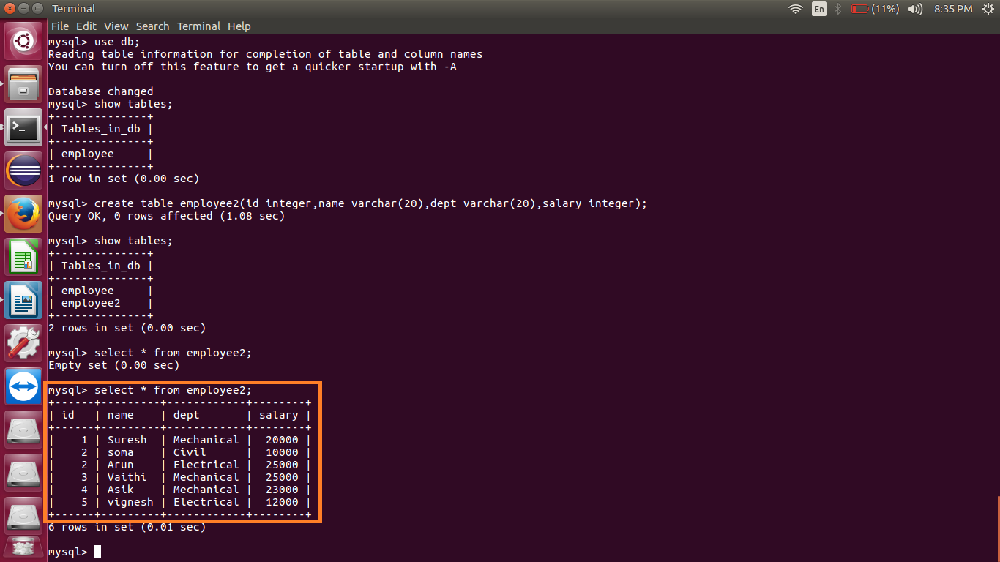 Terminal
En
(11%)
8:35 PM
File Edit View Search Terminal Help
mysql> use db;
Reading table information for completion of table and column names
You can turn off this feature to get a quicker startup with -A
Database changed
mysql> show tables;
+--------------+
| Tables_in_db |
+--------------+
| employee     |
+--------------+
1 row in set (0.00 sec)
mysql> create table employee2(id integer,name varchar(20),dept varchar(20),salary integer);
Query OK, 0 rows affected (1.08 sec)
mysql> show tables;
+--------------+
| Tables_in_db |
+--------------+
| employee     |
| employee2    |
+--------------+
2 rows in set (0.00 sec)
mysql> select * from employee2;
Empty set (0.00 sec)
mysql> select * from employee2;
+------+---------+------------+--------+
| id   | name    | dept       | salary |
+------+---------+------------+--------+
|    1 | Suresh  | Mechanical |  20000 |
|    2 | soma    | Civil      |  10000 |
|    2 | Arun    | Electrical |  25000 |
|    3 | Vaithi  | Mechanical |  25000 |
|    4 | Asik    | Mechanical |  23000 |
|    5 | vignesh | Electrical |  12000 |
+------+---------+------------+--------+
6 rows in set (0.01 sec)
mysql>